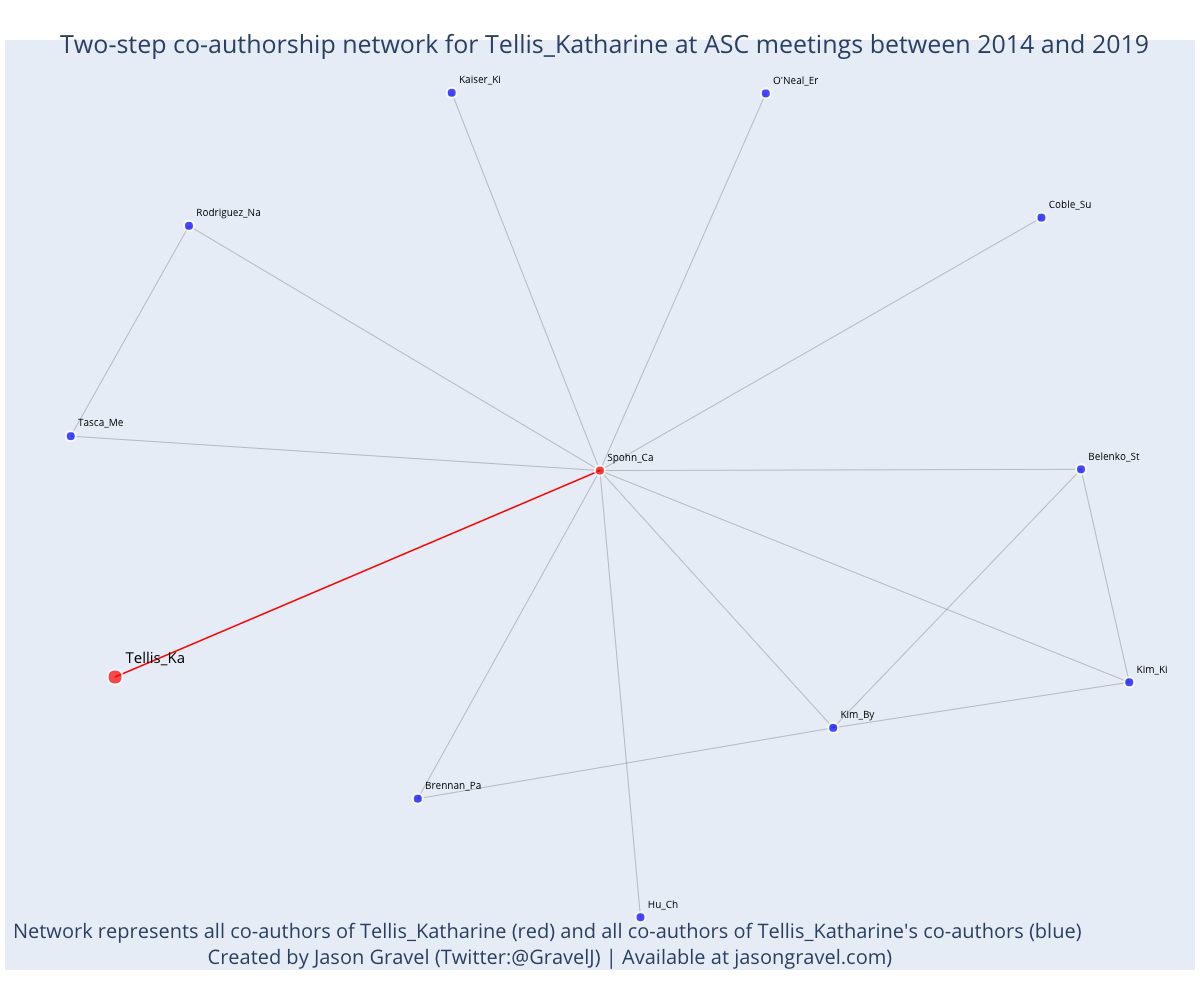 Two-step co-authorship network for Tellis_Katharine at ASC meetings between 2014 and 2019
Kaiser_Ki
O'Neal_Er
Coble_Su
Rodriguez_Na
Tasca_Me
Spohn_Ca
Belenko_St
Tellis_Ka
Kim_Ki
Kim_By
Brennan_Pa
Hu_Ch
Network represents all co-authors of Tellis_Katharine (red) and all co-authors of Tellis_Katharine's co-authors (blue)
Created by Jason Gravel (Twitter:@GravelJ) | Available at jasongravel.com)